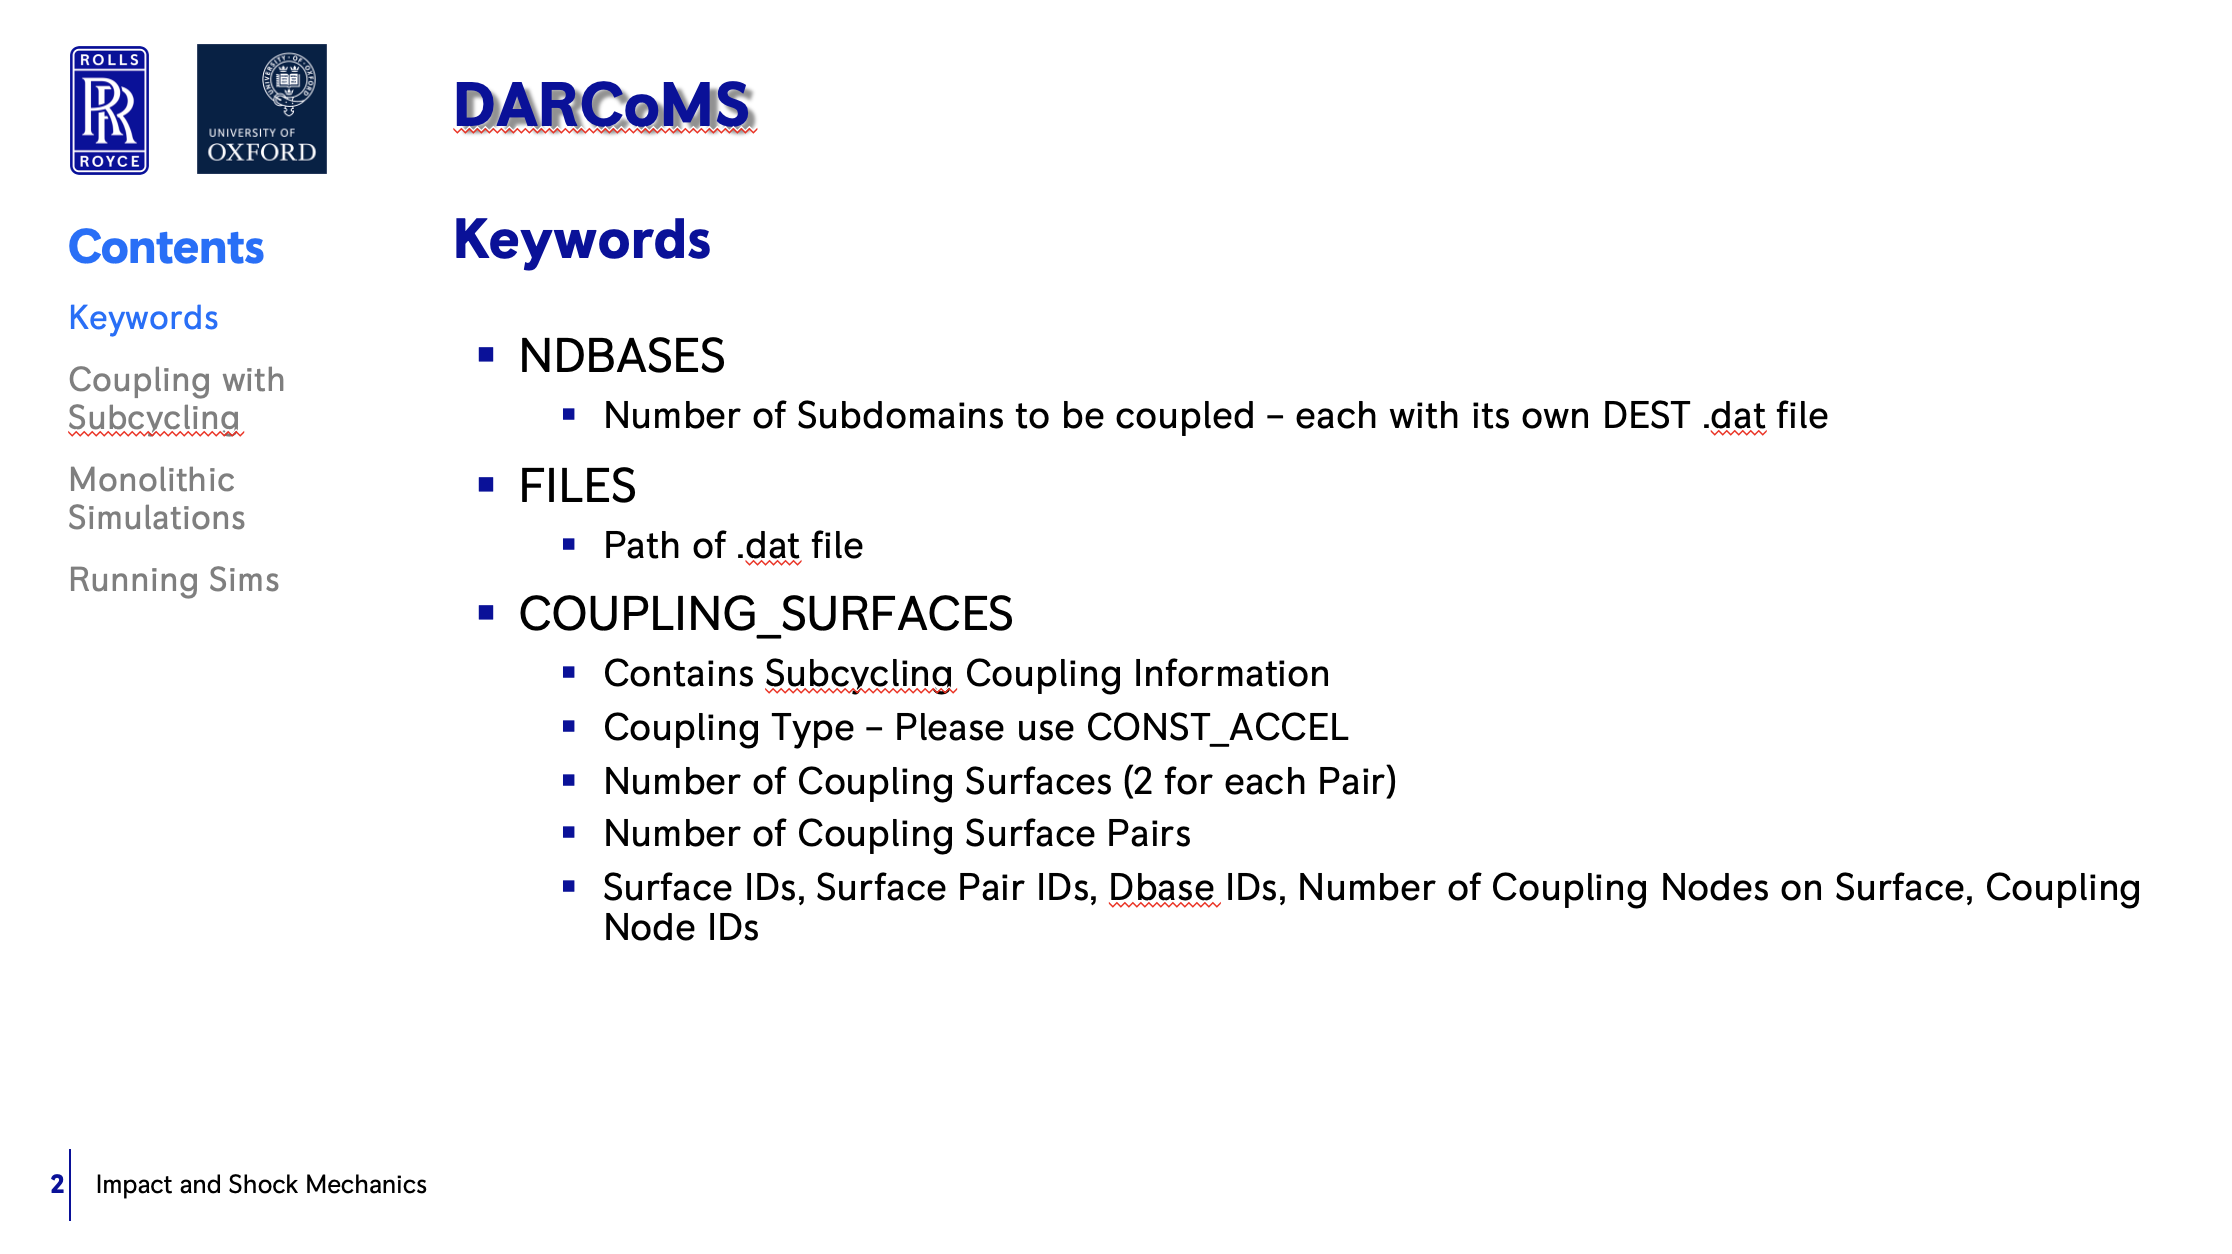 ROLLS
RR
ROYCE
UNIVERSITY OF OXFORD
UNIVERSITY OF
OXFORD
DARCoMS
Contents
Keywords
Coupling with
Subcycling
Monolithic
Simulations
Running Sims
Keywords
NDBASES
Number of Subdomains to be coupled – each with its own DEST .dat file
FILES
Path of .dat file
COUPLING_SURFACES
Contains Subcycling Coupling Information
Coupling Type – Please use CONST_ACCEL
Number of Coupling Surfaces (2 for each Pair)
Number of Coupling Surface Pairs
Surface IDs, Surface Pair IDs, Dbase IDs, Number of Coupling Nodes on Surface, Coupling
Node IDs
2
Impact and Shock Mechanics